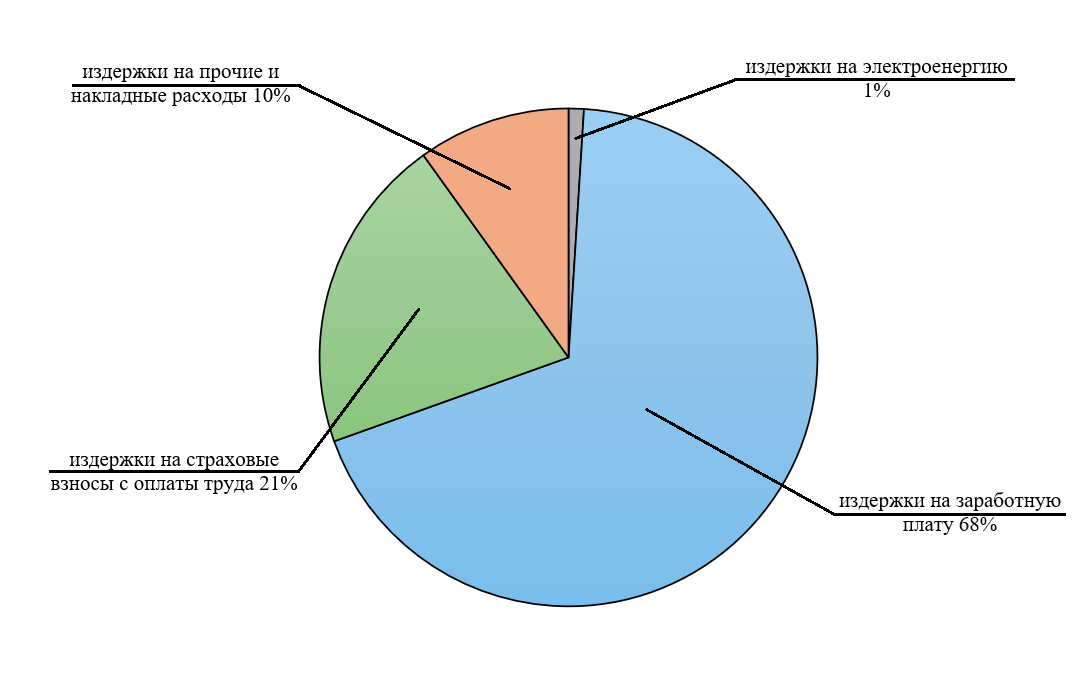 издержки на прочие и
накладные расходы 10%
издержки на электроенергию
1%
издержки на страховые
взносы с оплаты труда 21%
издержки на заработную
плату 68%